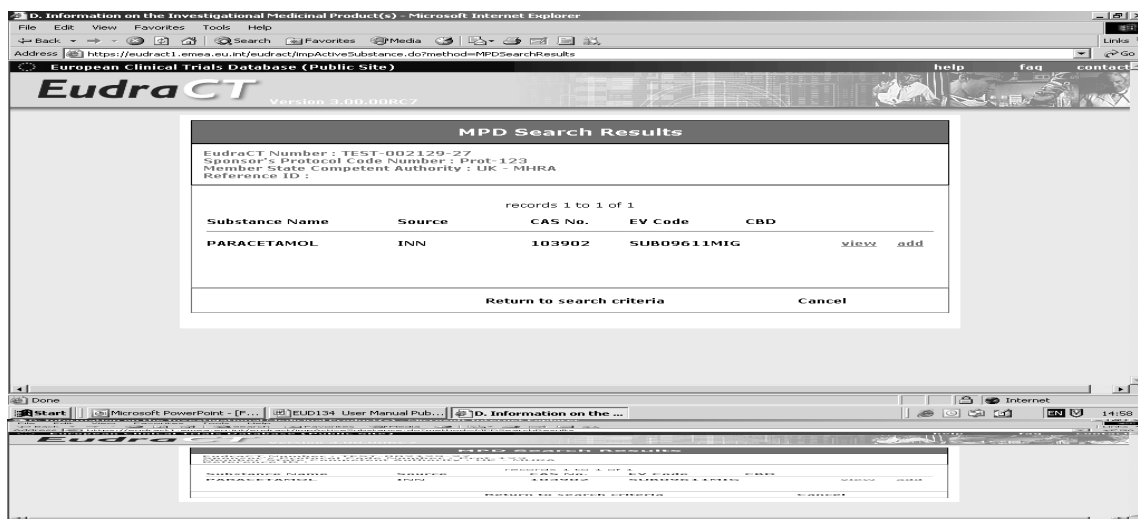 D. Information on the Investigational Medicinal Product(s) - Microsoft Internet Explorer
File Edit View Favorites Tools Help
Back Search Favorites Media Links
Address https://eudract1.emea.eu.int/eudract/impActiveSubstance.do?method=MPDSearchResults Go
European Clinical Trials Database (Public Site) help faq contact
EudraCT
Version 3.00.00RC7
MPD Search Results
EudraCT Number : TEST-002129-27
Sponsor's Protocol Code Number : Prot-123
Member State Competent Authority : UK - MHRA
Reference ID :
records 1 to 1 of 1
Substance Name Source CAS No. EV Code CBD
PARACETAMOL INN 103902 SUB09611MIG view add
Return to search criteria Cancel
Done Internet
Start Microsoft PowerPoint - [F... EUD134 User Manual Pub... D. Information on the ... EN 14:58
MPD Search Results
records 1 to 1 of 1
Substance Name Source CAS No. EV Code CBD
PARACETAMOL INN 103902 SUB09611MIG view add
Return to search criteria Cancel